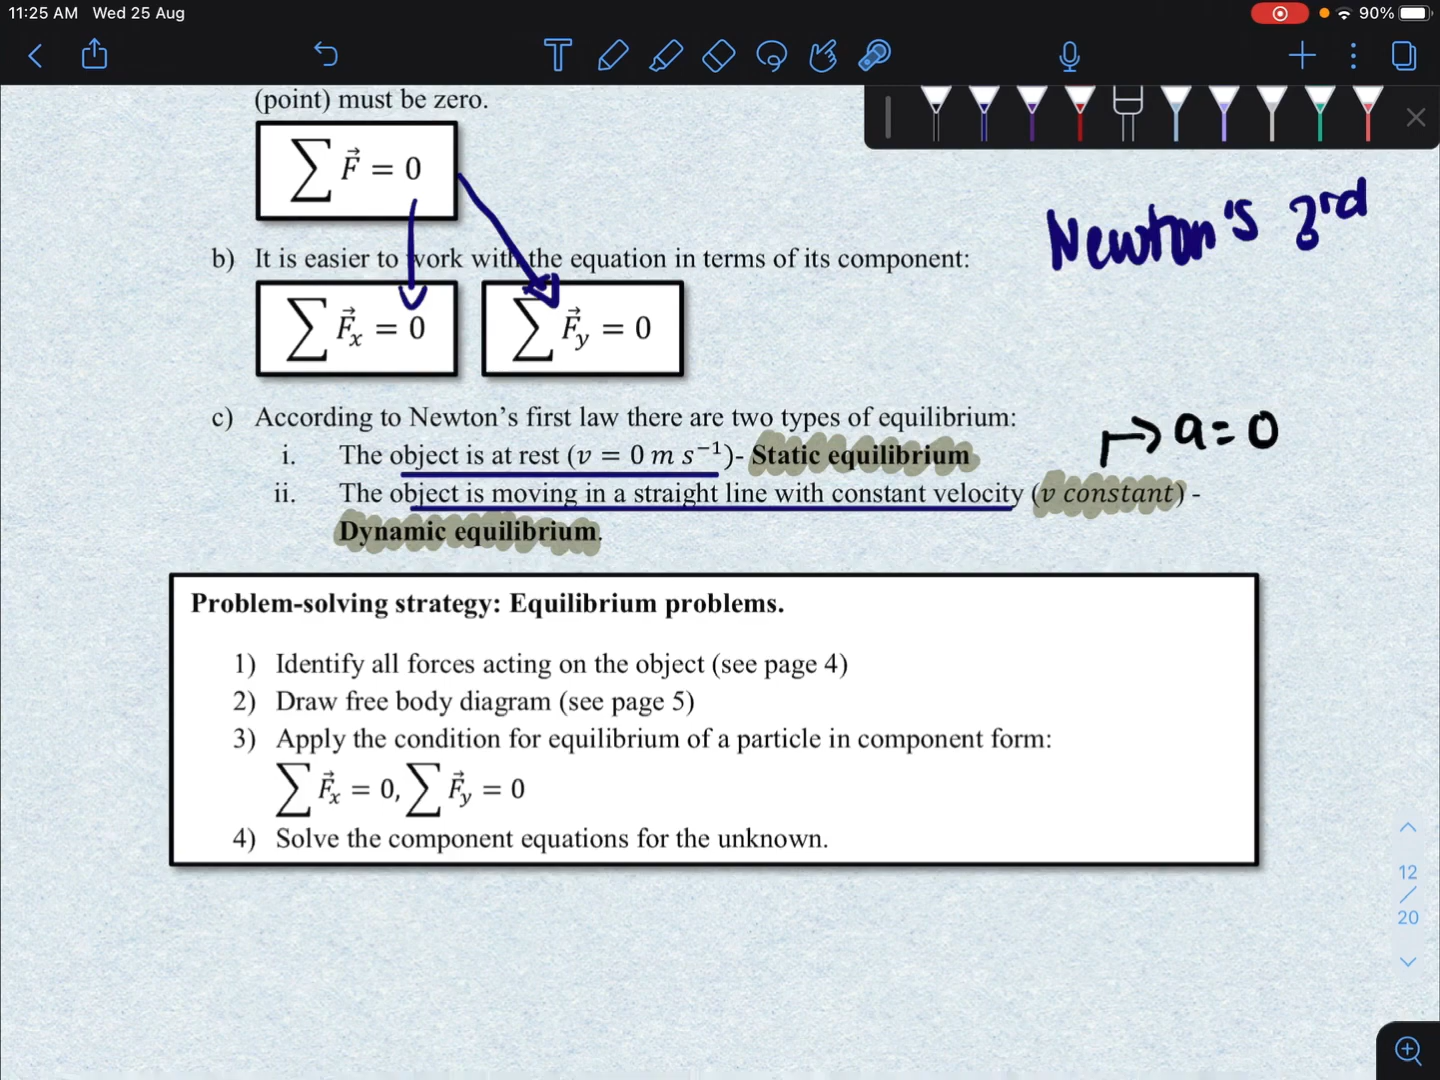 11:25 AM Wed 25 Aug
90%
(point) must be zero.
∑ F⃗ = 0
Newton's 3rd
b) It is easier to work with the equation in terms of its component:
∑ F⃗ₓ = 0 ∑ F⃗_y = 0
c) According to Newton's first law there are two types of equilibrium:
↦ a = 0
i. The object is at rest (v = 0 m s⁻¹)- Static equilibrium
ii. The object is moving in a straight line with constant velocity (v constant) -
Dynamic equilibrium.
Problem-solving strategy: Equilibrium problems.
1) Identify all forces acting on the object (see page 4)
2) Draw free body diagram (see page 5)
3) Apply the condition for equilibrium of a particle in component form:
∑ F⃗ₓ = 0, ∑ F⃗_y = 0
4) Solve the component equations for the unknown.
12
/
20